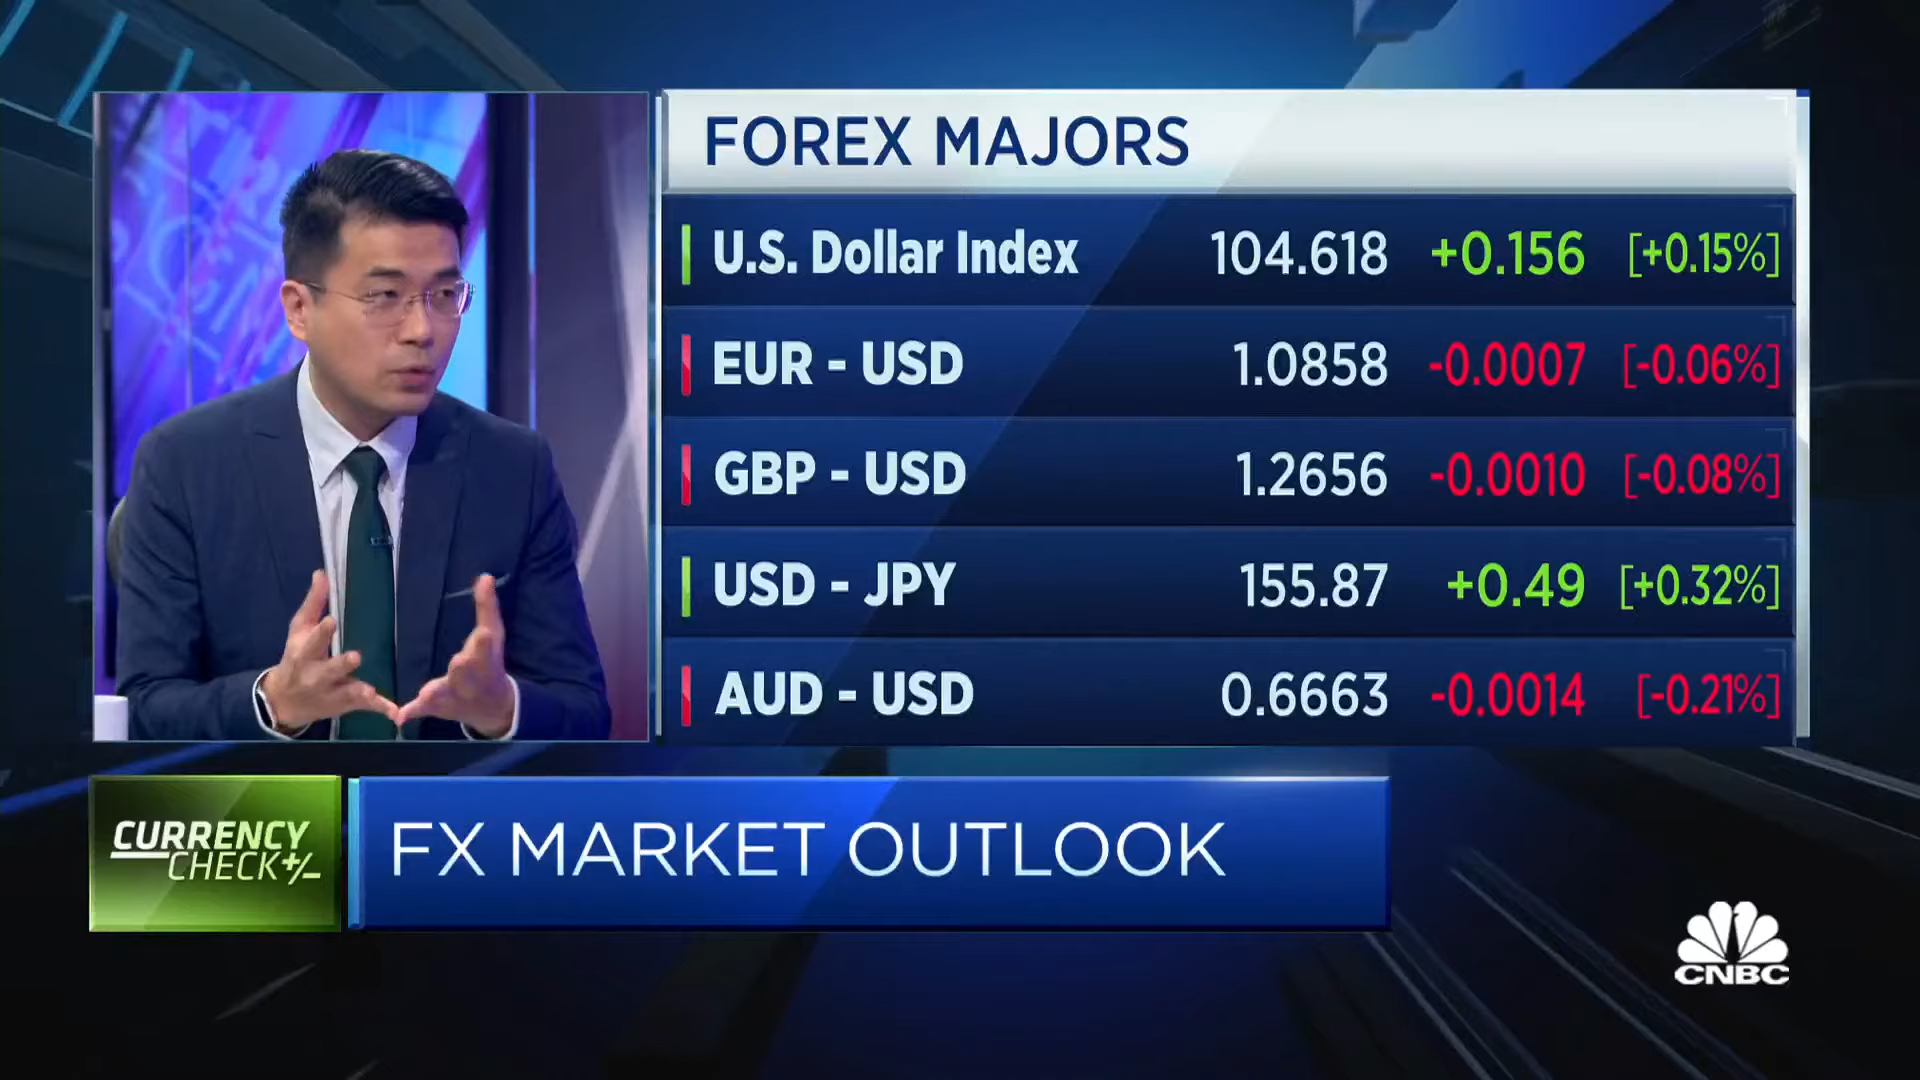 FOREX MAJORS
U.S. Dollar Index 104.618 +0.156 [+0.15%]
EUR - USD 1.0858 -0.0007 [-0.06%]
GBP - USD 1.2656 -0.0010 [-0.08%]
USD - JPY 155.87 +0.49 [+0.32%]
AUD - USD 0.6663 -0.0014 [-0.21%]
CURRENCY
CHECK+/-
FX MARKET OUTLOOK
CNBC